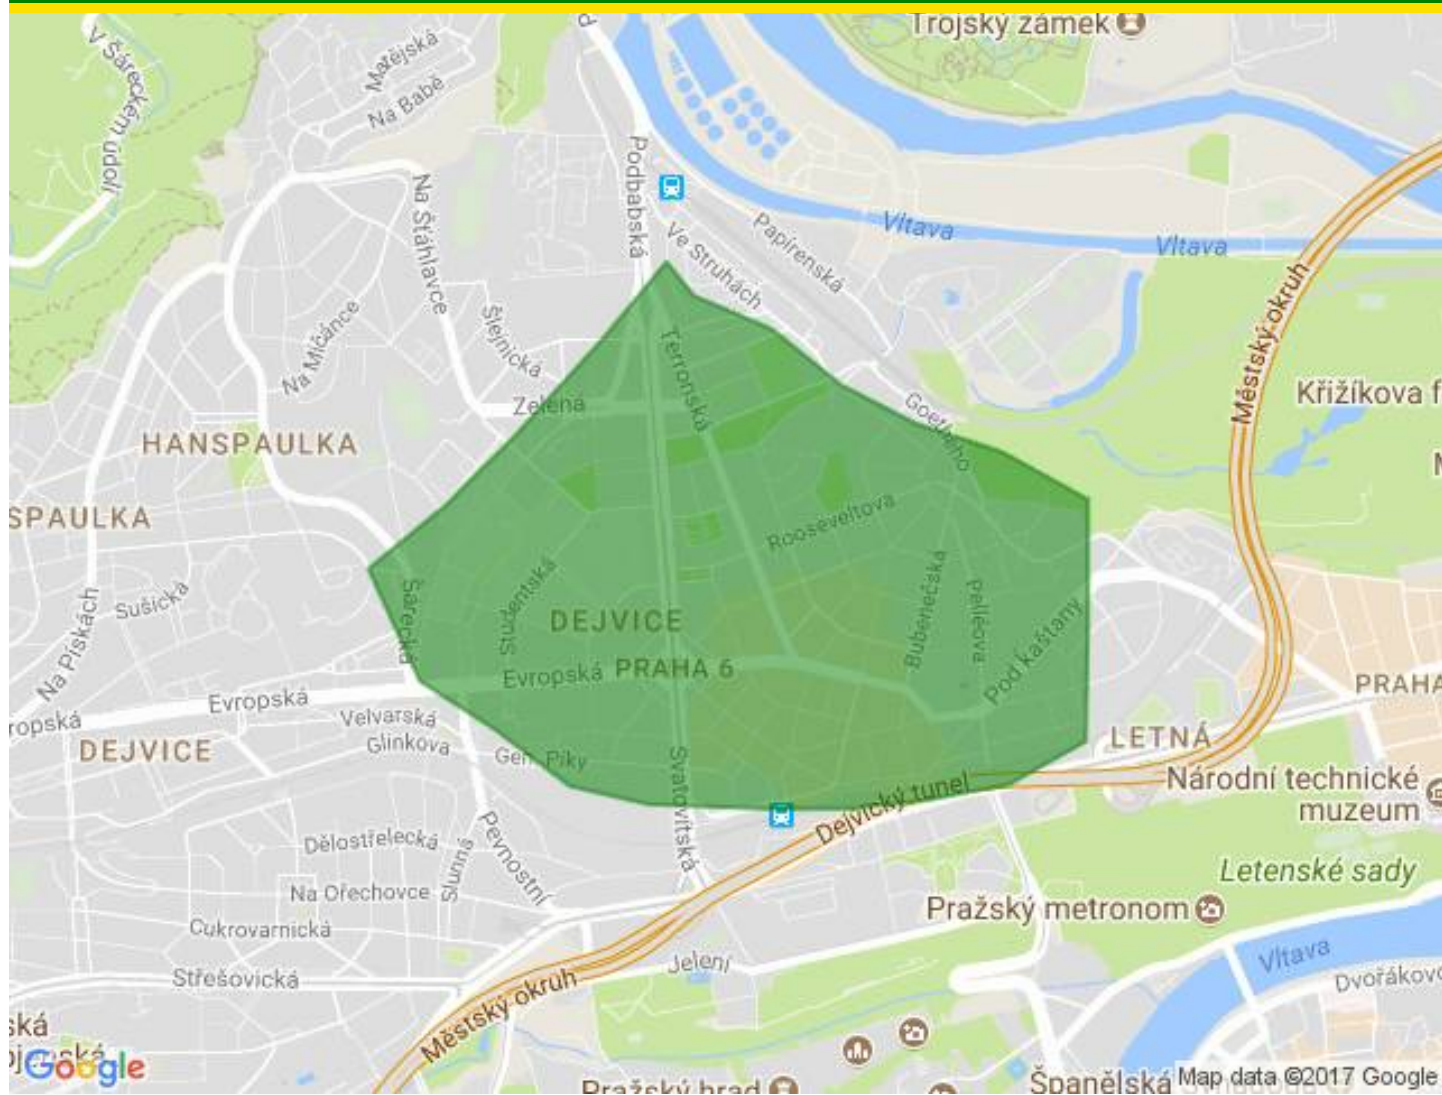 Trojský zámek
V Šáreckém údolí
Matějská
Na Babě
Podbabská
Na Šťáhlavce
Ve Struhách
Papírenská
Vltava
Vltava
Městský okruh
Šlejnická
Na Míčánce
Terronská
Zelená
Goetheho
Křižíkova f
HANSPAULKA
SPAULKA
Rooseveltova
Studentská
Šárecká
Sušická
Na Pískách
DEJVICE
Bubenečská
Pelléova
Pod kaštany
Evropská
PRAHA 6
Evropská
ropská
PRAHA
Velvarská
Glinkova
DEJVICE
Gen. Píky
LETNÁ
Svatovítská
Dejvický tunel
Národní technické
muzeum
Dělostřelecká
Slunná
Pevnostní
Na Ořechovce
Letenské sady
Pražský metronom
Cukrovarnická
Střešovická
Jelení
Městský okruh
Vltava
Dvořákovo
ská
Google
Pražský hrad
Španělská
Map data ©2017 Google